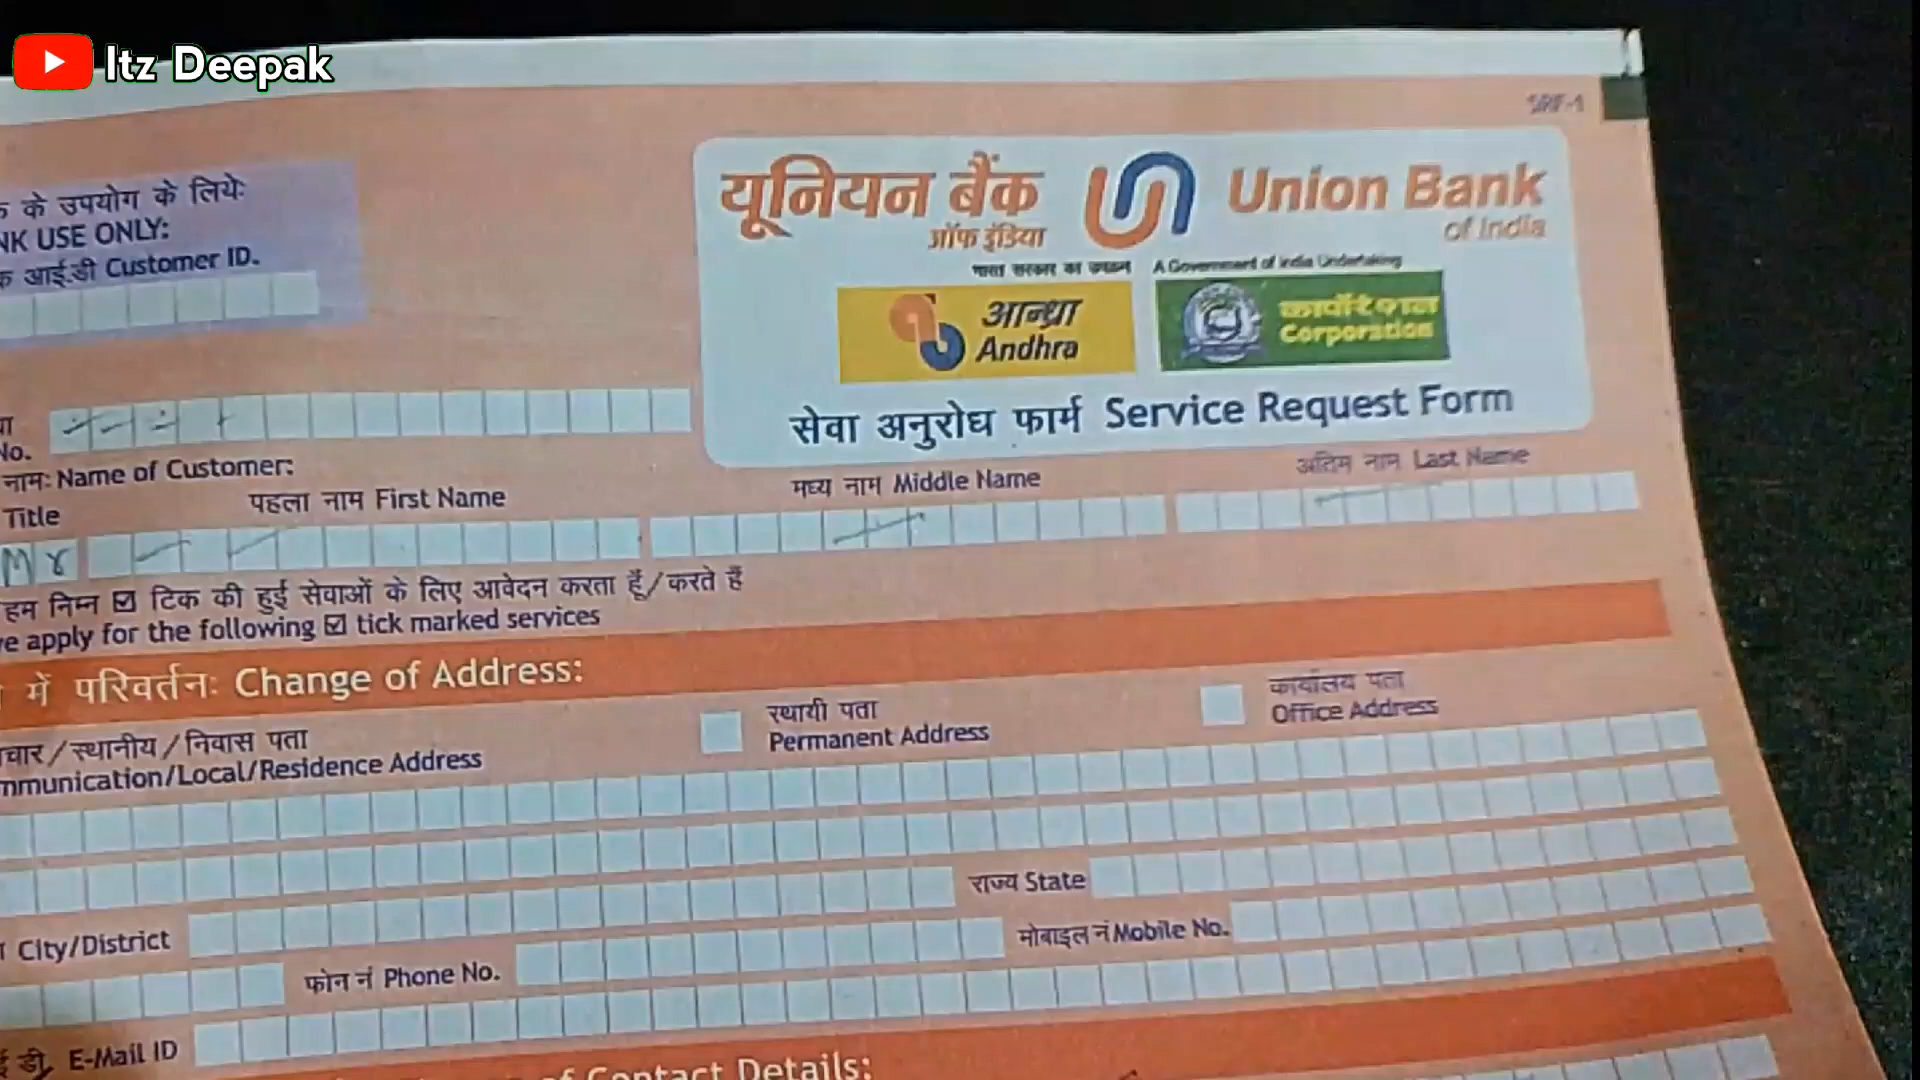 Itz Deepak
SRF-1
के उपयोग के लियेः
USE ONLY:
आई.डी Customer ID.
यूनियन बैंक
ऑफ इंडिया
Union Bank
of India
भारत सरकार का उपक्रम A Government of India Undertaking
आन्ध्रा
Andhra
कार्पोरेशन
Corporation
सेवा अनुरोध फार्म Service Request Form
No.
नामः Name of Customer:
Title
पहला नाम First Name
मध्य नाम Middle Name
अंतिम नाम Last Name
Mr
हम निम्न ☑ टिक की हुई सेवाओं के लिए आवेदन करता हूँ/करते हैं
apply for the following ☑ tick marked services
में परिवर्तनः Change of Address:
/स्थानीय/निवास पता
/Local/Residence Address
स्थायी पता
Permanent Address
कार्यालय पता
Office Address
City/District
राज्य State
फोन नं Phone No.
मोबाइल नं Mobile No.
डी. E-Mail ID
of Contact Details: